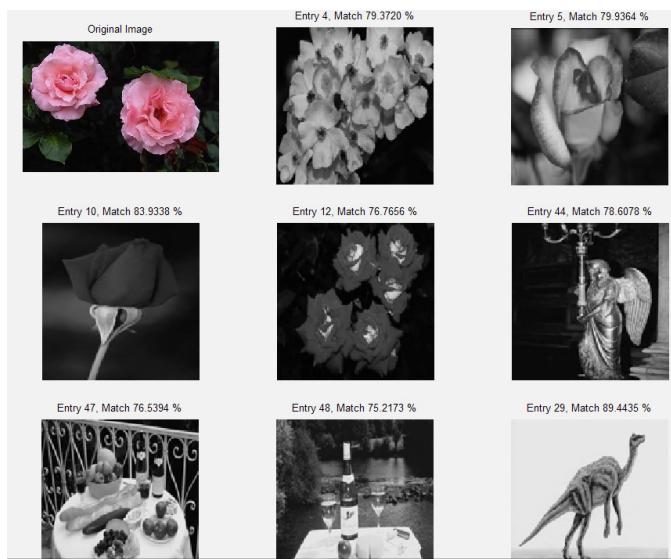 Original Image
Entry 4, Match 79.3720 %
Entry 5, Match 79.9364 %
Entry 10, Match 83.9338 %
Entry 12, Match 76.7656 %
Entry 44, Match 78.6078 %
Entry 47, Match 76.5394 %
Entry 48, Match 75.2173 %
Entry 29, Match 89.4435 %